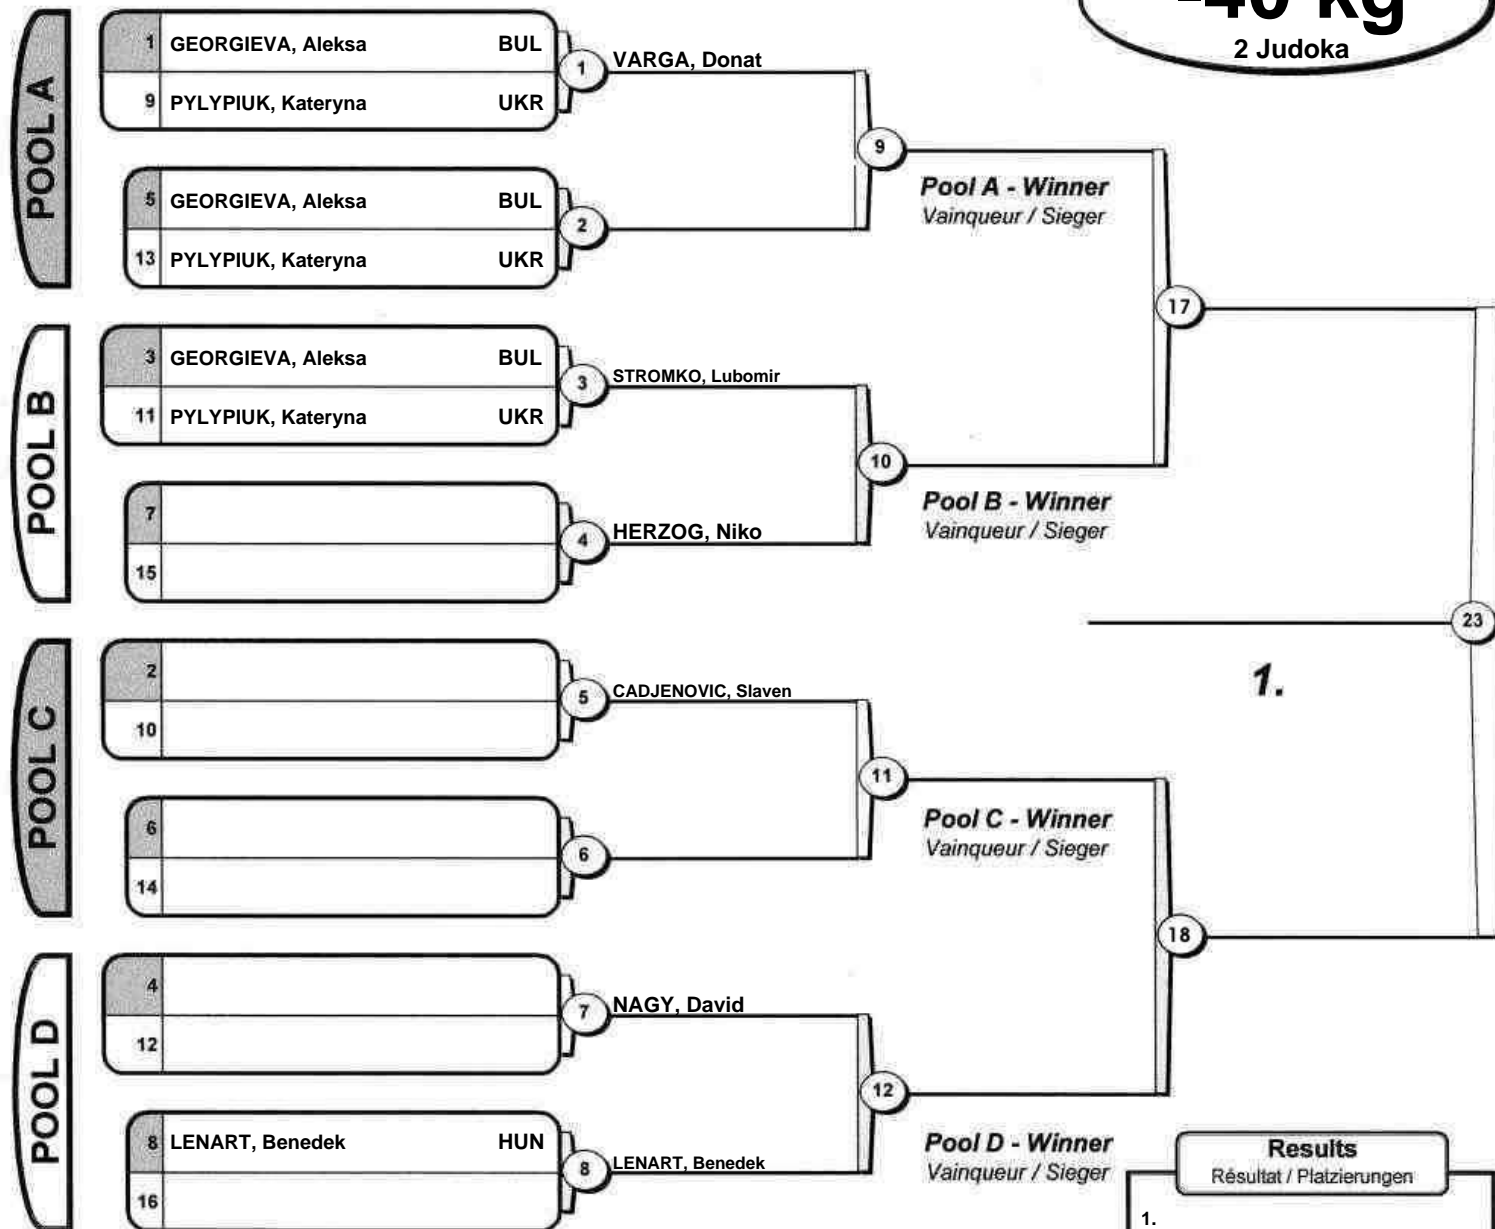 -40 kg
2 Judoka
POOL A
1 GEORGIEVA, Aleksa BUL
9 PYLYPIUK, Kateryna UKR
1 VARGA, Donat
5 GEORGIEVA, Aleksa BUL
13 PYLYPIUK, Kateryna UKR
2
9
Pool A - Winner
Vainqueur / Sieger
17
POOL B
3 GEORGIEVA, Aleksa BUL
11 PYLYPIUK, Kateryna UKR
3 STROMKO, Lubomir
7
15
4 HERZOG, Niko
10
Pool B - Winner
Vainqueur / Sieger
23
1.
POOL C
2
10
5 CADJENOVIC, Slaven
6
14
6
11
Pool C - Winner
Vainqueur / Sieger
18
POOL D
4
12
7 NAGY, David
8 LENART, Benedek HUN
16
8 LENART, Benedek
12
Pool D - Winner
Vainqueur / Sieger
Results
Résultat / Platzierungen
1.